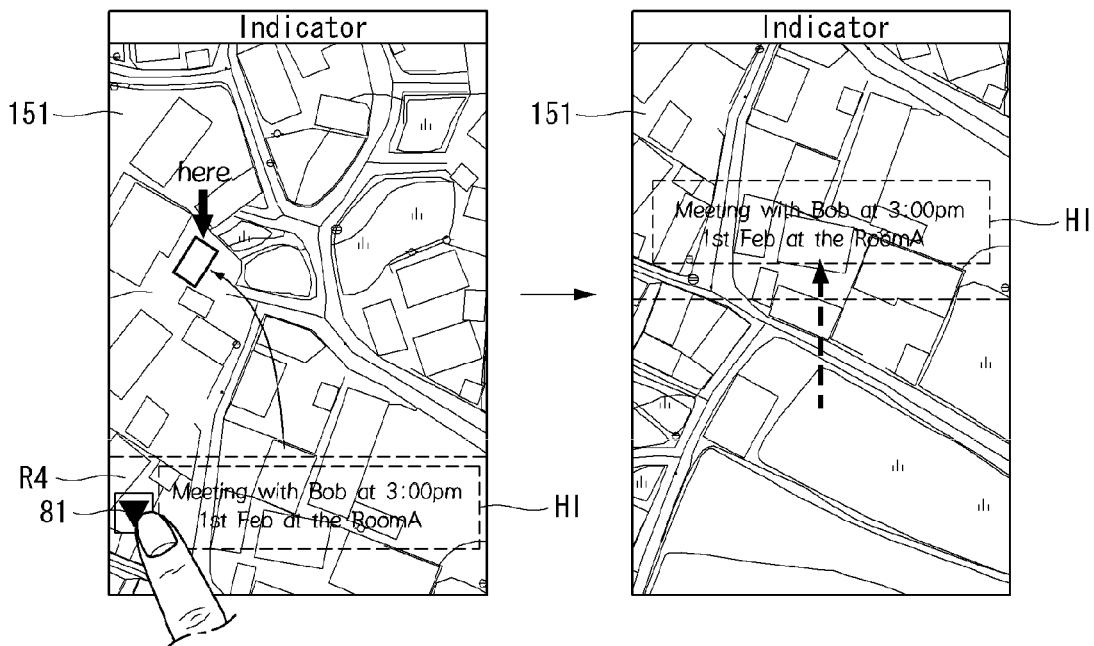 Indicator
151
here
R4
81
Meeting with Bob at 3:00pm
1st Feb at the RoomA
HI
Indicator
151
Meeting with Bob at 3:00pm
1st Feb at the RoomA
HI